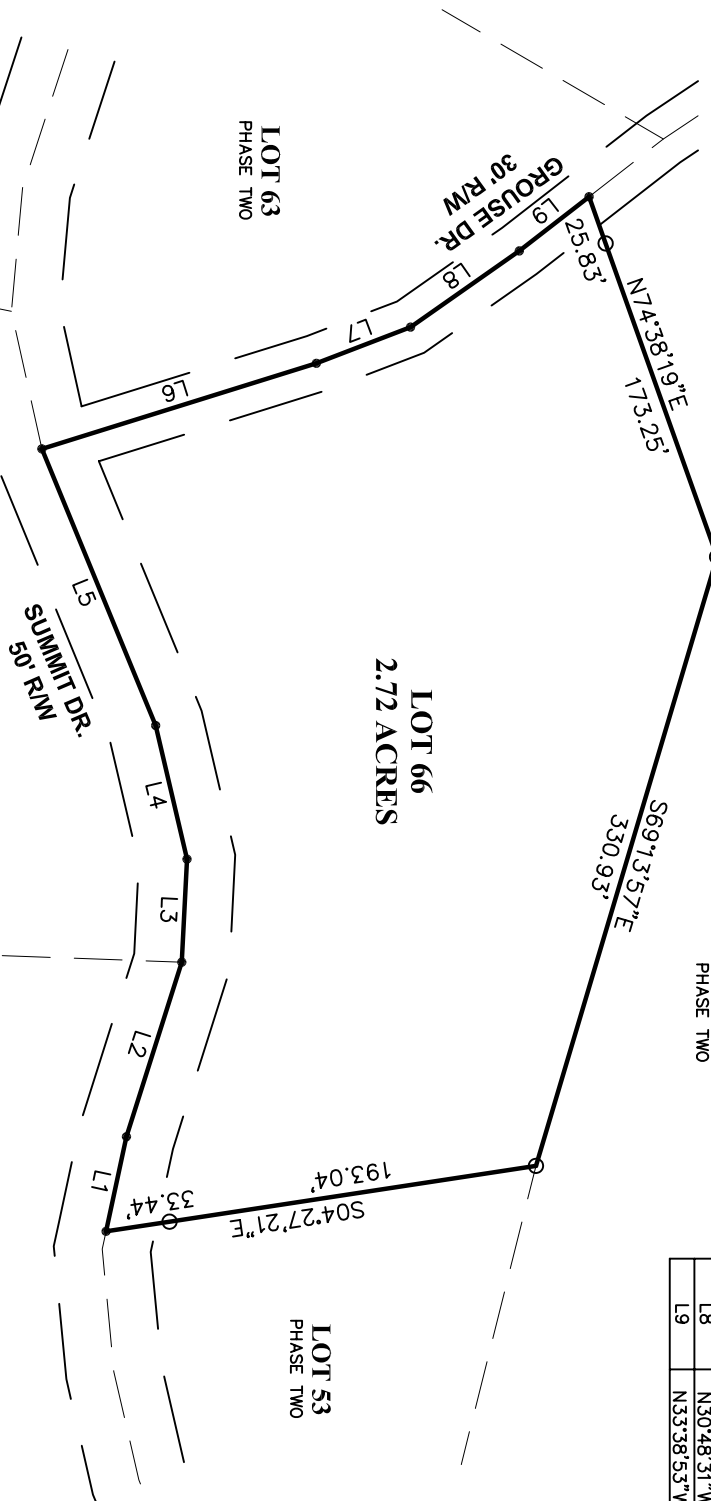 LOT 63
PHASE TWO
GROUSE DR.
30' R/W
L9
25.83'
N74°38'19"E
173.25'
L8
L7
L6
L5
SUMMIT DR.
50' R/W
LOT 66
2.72 ACRES
S69°13'57"E
330.93'
L4
L3
L2
L1
PHASE TWO
193.04'
33.44'
S04°27'21"E
LOT 53
PHASE TWO
L8 N30°48'31"W
L9 N33°38'53"W